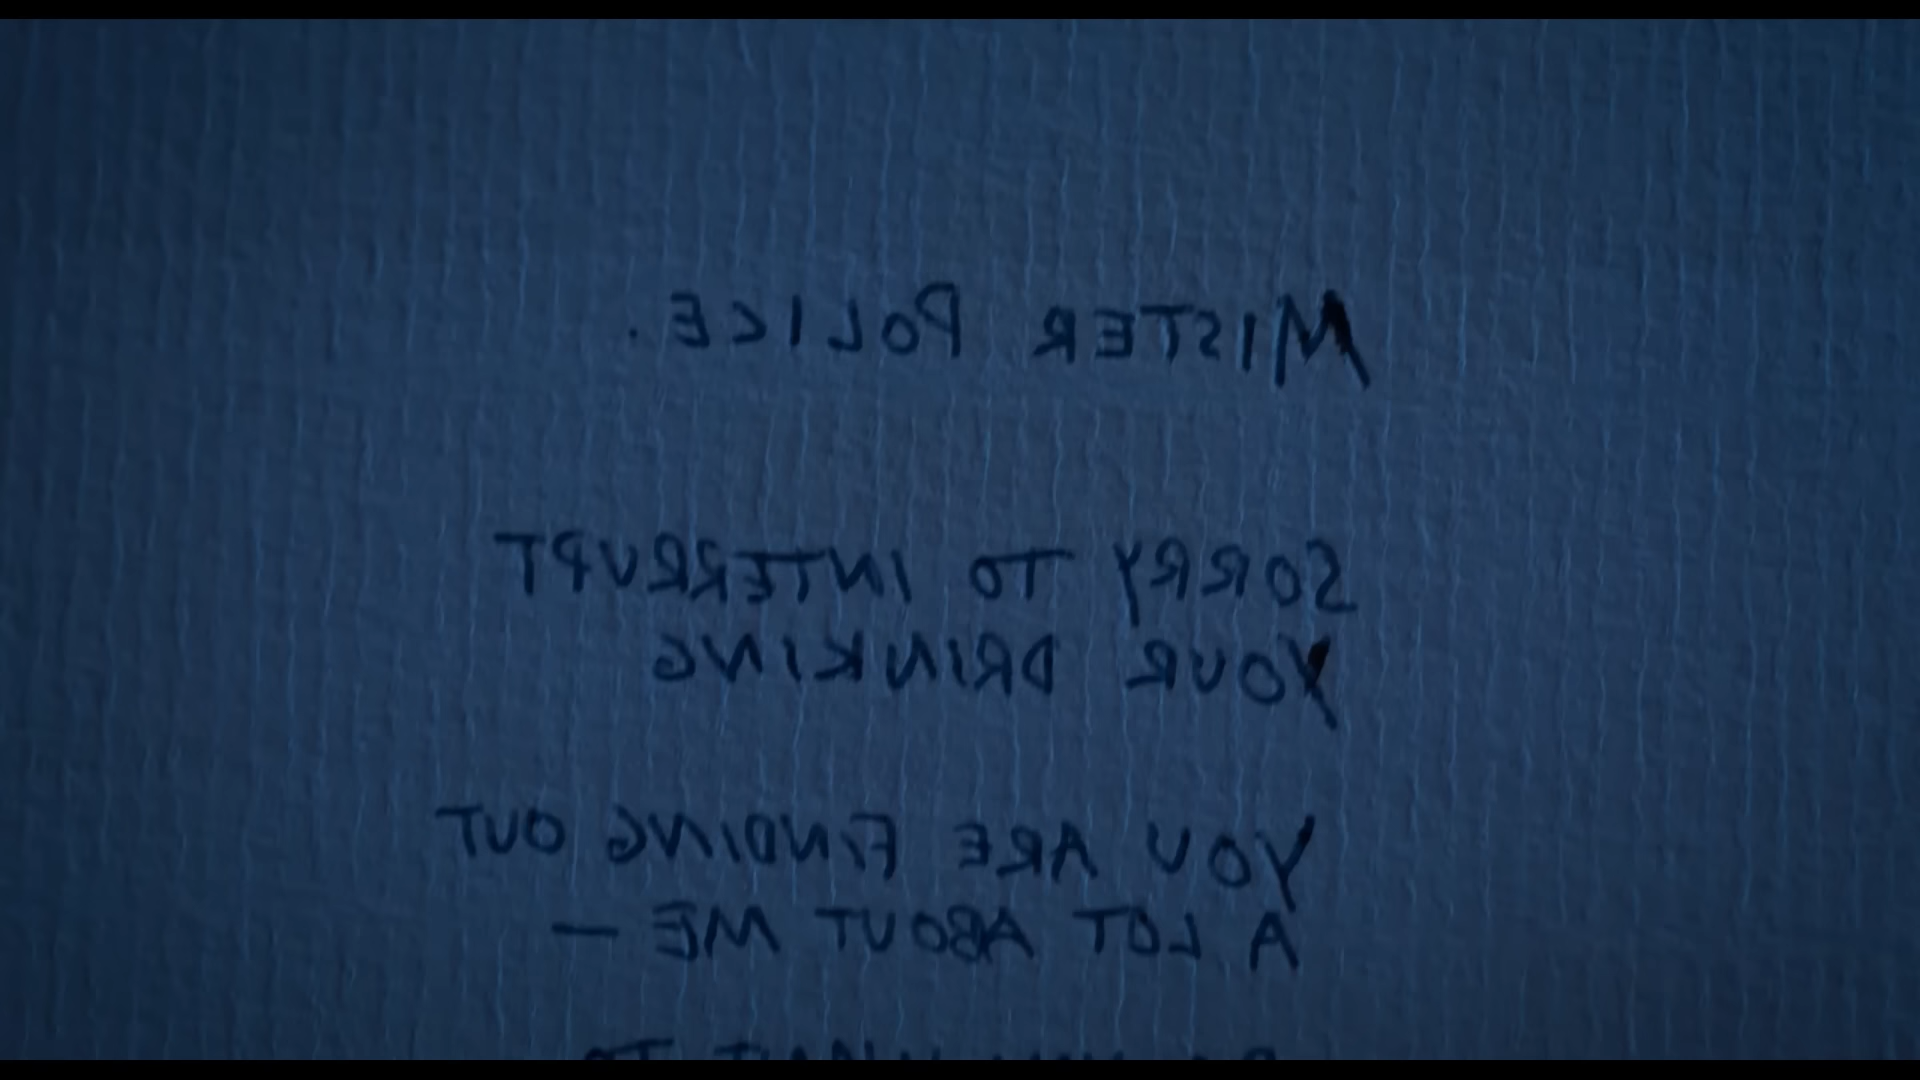 MISTER POLICE.
SORRY TO INTERRUPT
YOUR DRINKING
YOU ARE FINDING OUT
A LOT ABOUT ME —